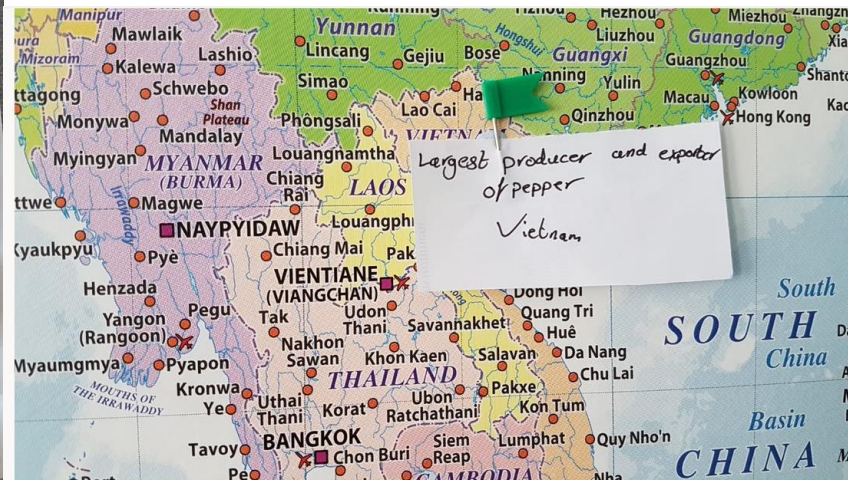 Manipur
Yunnan
Kunming
Hezhou
Miezhou
Mawlaik
Lincang
Gejiu
Bose
Hongshui
Liuzhou
Guangdong
Mizoram
Kalewa
Lashio
Guangxi
Guangzhou
Simao
Nanning
Yulin
Schwebo
Shan
Plateau
Lao Cai
Macau
Kowloon
Monywa
Phôngsali
Qinzhou
Hong Kong
Mandalay
Myingyan
MYANMAR
(BURMA)
Louangnamtha
Chiang
Rai
LAOS
Largest producer and exporter
of pepper
Vietnam
Irrawaddy
Magwe
NAYPYIDAW
Kyaukpyu
Pyè
Chiang Mai
VIENTIANE
(VIANGCHAN)
Henzada
Udon
Thani
Dong Hoi
South
Yangon
(Rangoon)
Pegu
Tak
Savannakhet
Quang Tri
Huê
SOUTH
China
Nakhon
Sawan
Khon Kaen
Salavan
Da Nang
Myaumgmya
Pyapon
THAILAND
Pakxe
Chu Lai
MOUTHS OF
THE IRRAWADDY
Kronwa
Ye
Uthai
Thani
Korat
Ubon
Ratchathani
Kon Tum
Basin
BANGKOK
Siem
Reap
Lumphat
Quy Nho'n
CHINA
Tavoy
Chon Buri
CAMBODIA